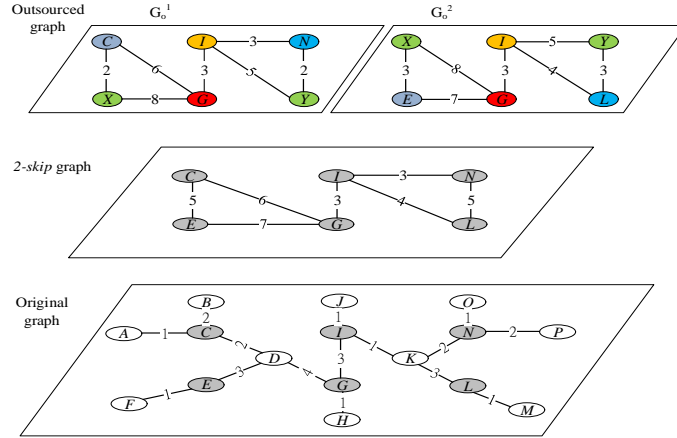 Outsourced graph
G_o^1
G_o^2
C I 3 N
2 6 3 5 2
X 8 G Y
X I 5 Y
3 8 3 4 3
E 7 G L
2-skip graph
C I 3 N
5 6 3 4 5
E 7 G L
Original graph
B J O
2 1 1
A 1 C I N 2 P
2 1 2
D 3 K
3 4 3
E G L
F 1 1 1 M
H